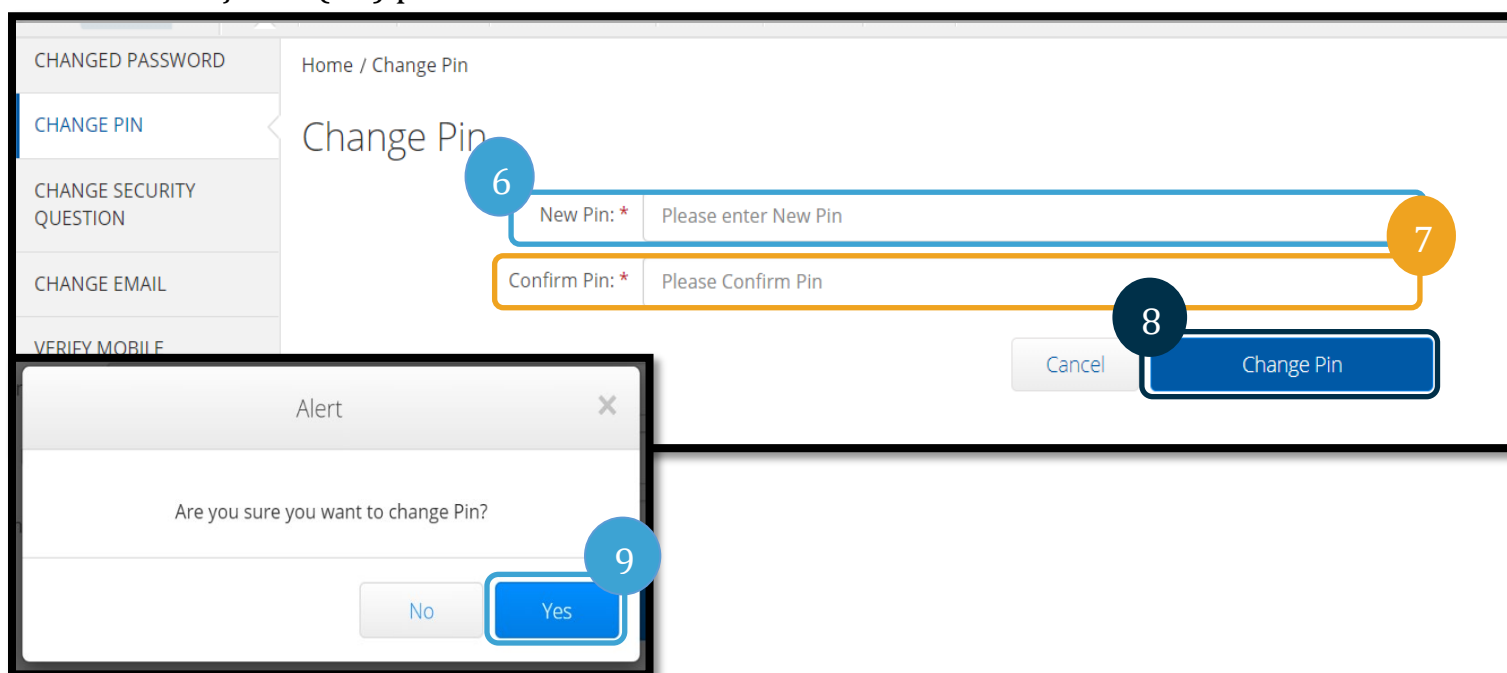 CHANGED PASSWORD
CHANGE PIN
CHANGE SECURITY
QUESTION
CHANGE EMAIL
VERIFY MOBILE
Home / Change Pin
Change Pin
6
New Pin: * Please enter New Pin
7
Confirm Pin: * Please Confirm Pin
8
Cancel Change Pin
Alert ×
Are you sure you want to change Pin?
9
No Yes